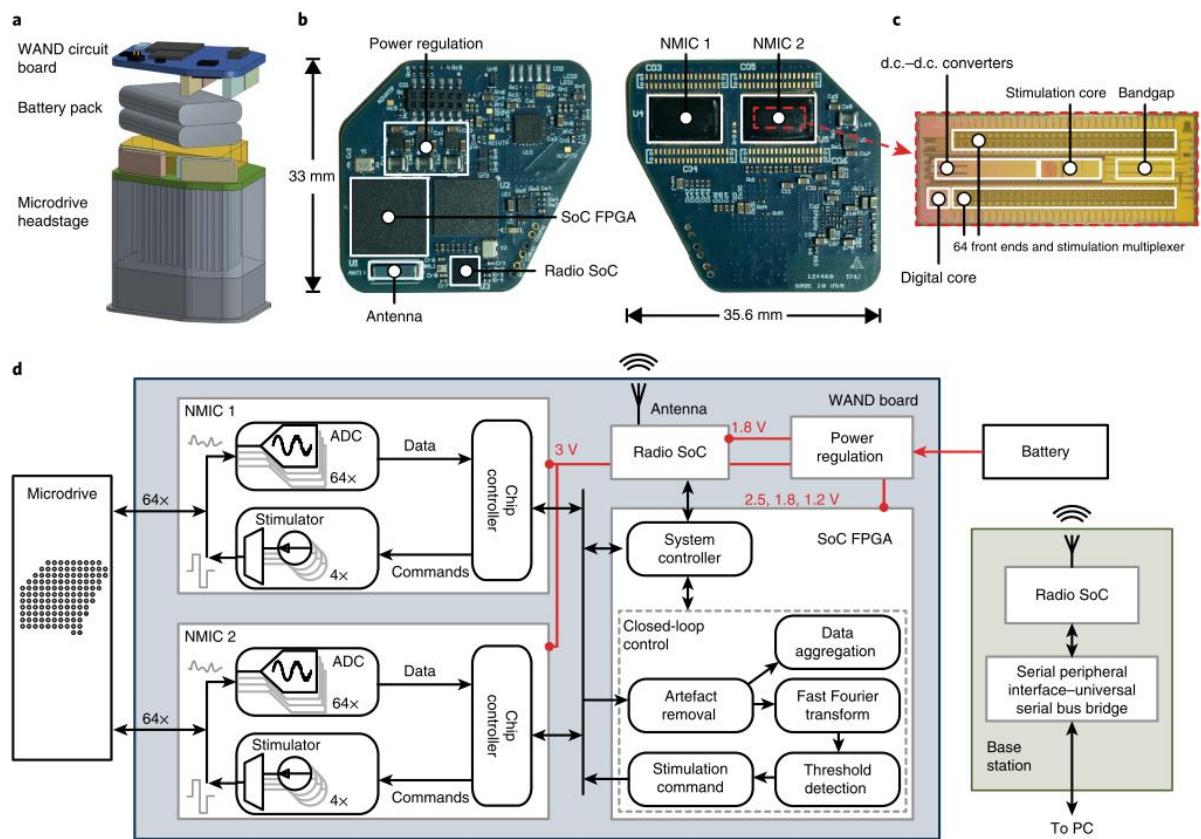 a
WAND circuit
board
Battery pack
Microdrive
headstage
b
Power regulation
33 mm
SoC FPGA
Radio SoC
Antenna
NMIC 1
NMIC 2
35.6 mm
c
d.c.–d.c. converters
Stimulation core
Bandgap
64 front ends and stimulation multiplexer
Digital core
d
Microdrive
64×
64×
NMIC 1
ADC
64×
Data
Stimulator
4×
Commands
Chip
controller
NMIC 2
ADC
64×
Data
Stimulator
4×
Commands
Chip
controller
3 V
Antenna
WAND board
Radio SoC
1.8 V
Power
regulation
2.5, 1.8, 1.2 V
Battery
System
controller
SoC FPGA
Closed-loop
control
Data
aggregation
Artefact
removal
Fast Fourier
transform
Stimulation
command
Threshold
detection
Radio SoC
Serial peripheral
interface–universal
serial bus bridge
Base
station
To PC